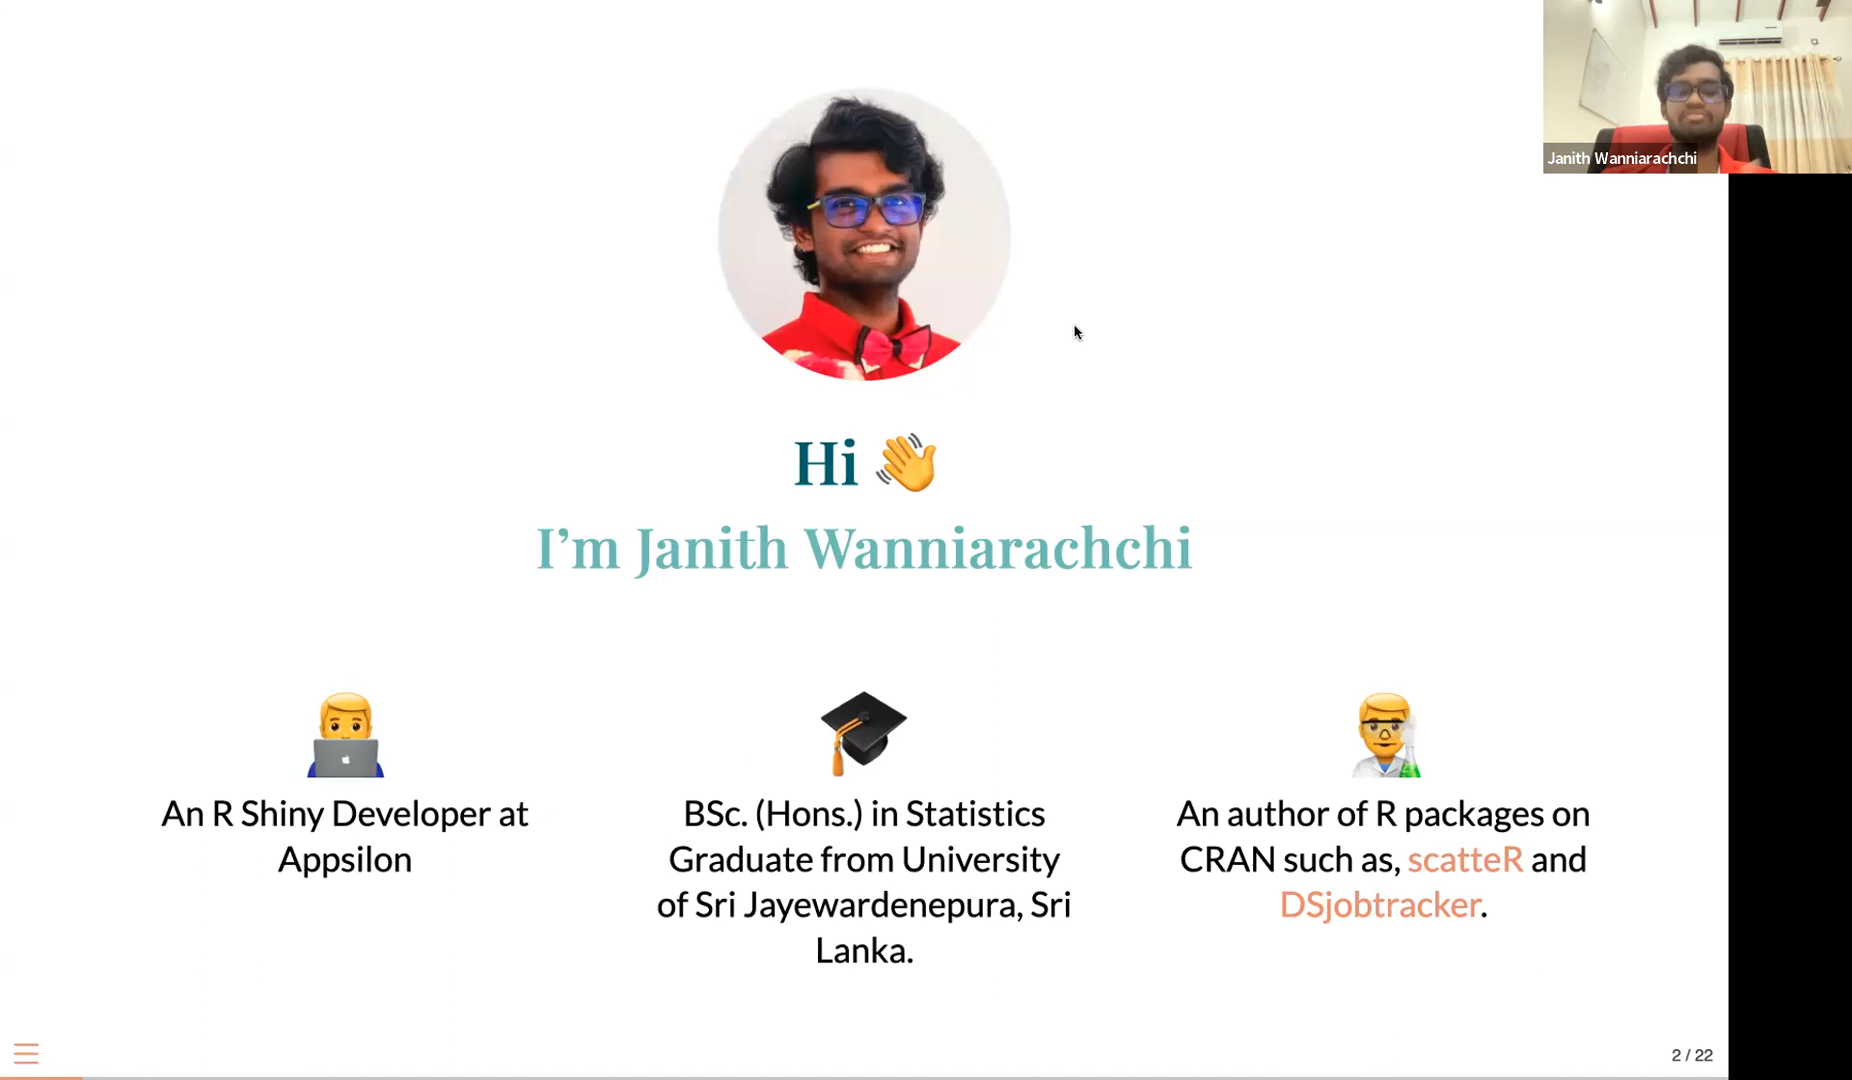 Janith Wanniarachchi
Hi 👋
I’m Janith Wanniarachchi
An R Shiny Developer at
Appsilon
BSc. (Hons.) in Statistics
Graduate from University
of Sri Jayewardenepura, Sri
Lanka.
An author of R packages on
CRAN such as, scatteR and
DSjobtracker.
2 / 22